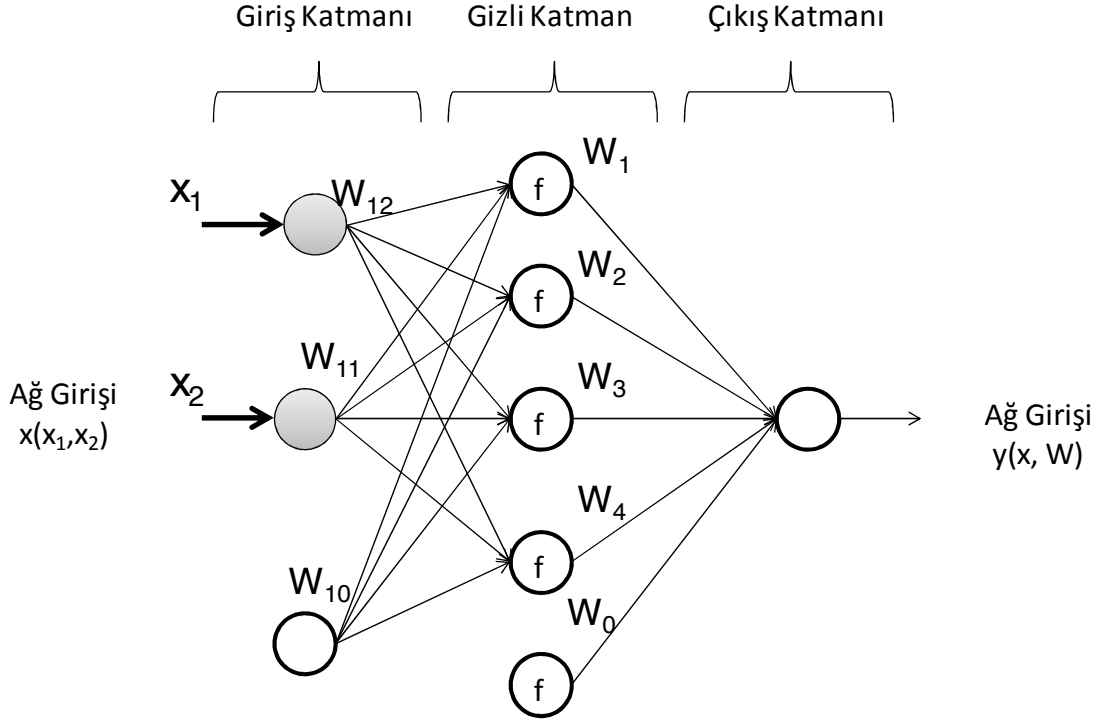 Giriş Katmanı
Gizli Katman
Çıkış Katmanı
x₁
W₁₂
f
W₁
f
W₂
W₁₁
x₂
f
W₃
Ağ Girişi
x(x₁,x₂)
Ağ Girişi
y(x, W)
W₄
f
W₁₀
W₀
f